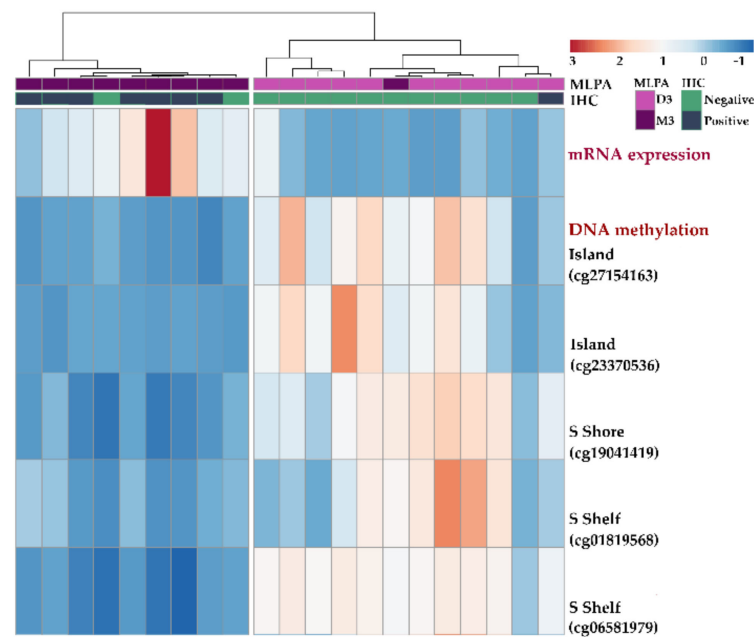 3 2 1 0 -1
MLPA MLPA IHC
IHC D3 Negative
M3 Positive
mRNA expression
DNA methylation
Island
(cg27154163)
Island
(cg23370536)
S Shore
(cg19041419)
S Shelf
(cg01819568)
S Shelf
(cg06581979)